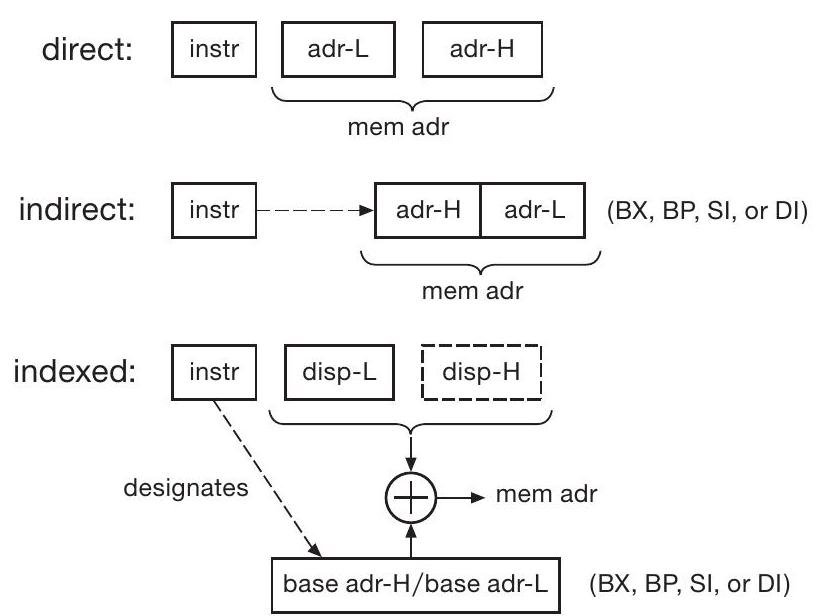 direct: instr adr-L adr-H
mem adr
indirect: instr adr-H adr-L (BX, BP, SI, or DI)
mem adr
indexed: instr disp-L disp-H
designates
mem adr
base adr-H/base adr-L (BX, BP, SI, or DI)